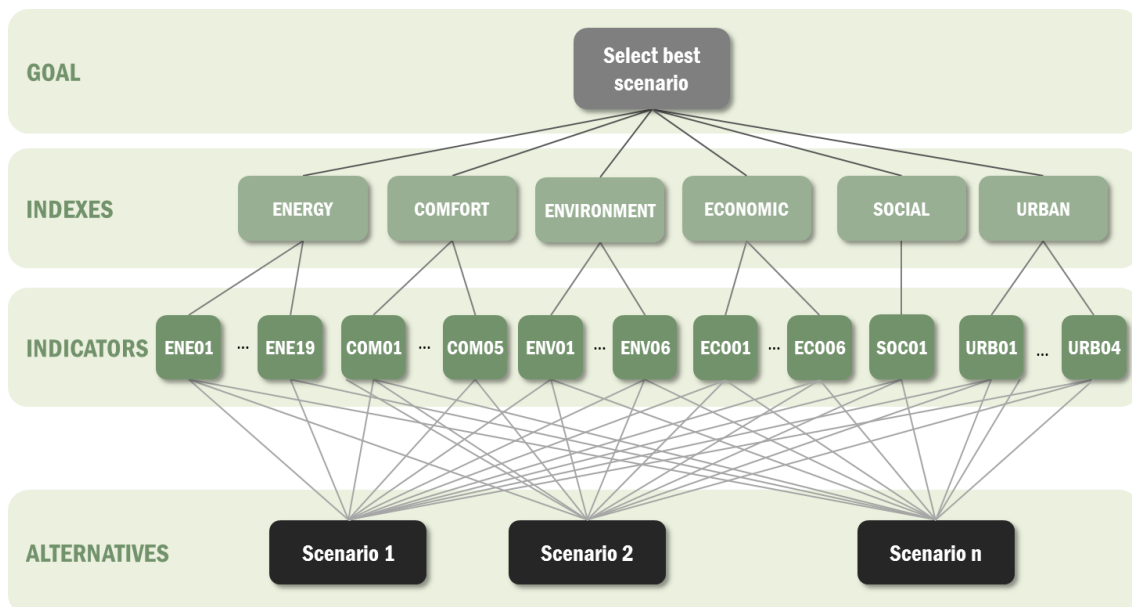 GOAL
Select best
scenario
INDEXES
ENERGY
COMFORT
ENVIRONMENT
ECONOMIC
SOCIAL
URBAN
INDICATORS
ENE01
...
ENE19
COM01
...
COM05
ENV01
...
ENV06
ECO01
...
ECO06
SOC01
URB01
...
URB04
ALTERNATIVES
Scenario 1
Scenario 2
Scenario n